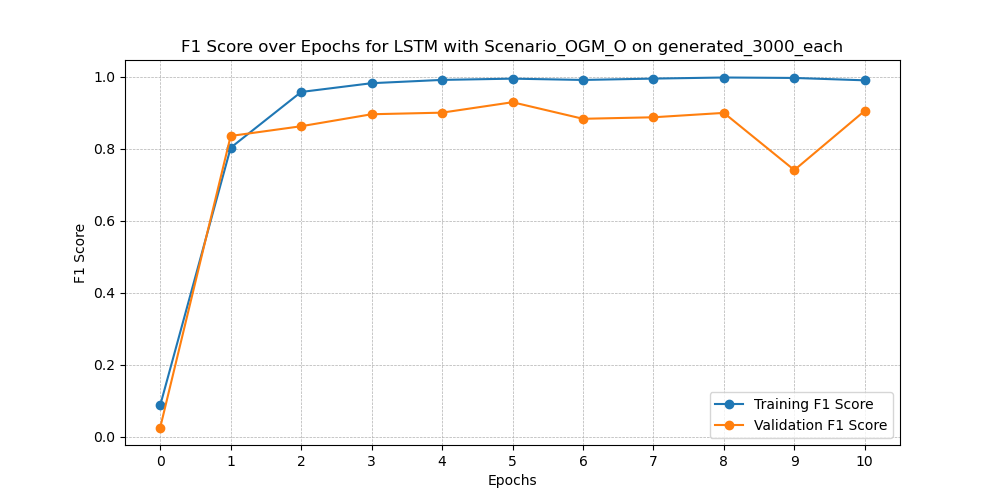 F1 Score over Epochs for LSTM with Scenario_OGM_O on generated_3000_each
1.0
0.8
0.6
0.4
0.2
0.0
F1 Score
0 1 2 3 4 5 6 7 8 9 10
Epochs
Training F1 Score
Validation F1 Score